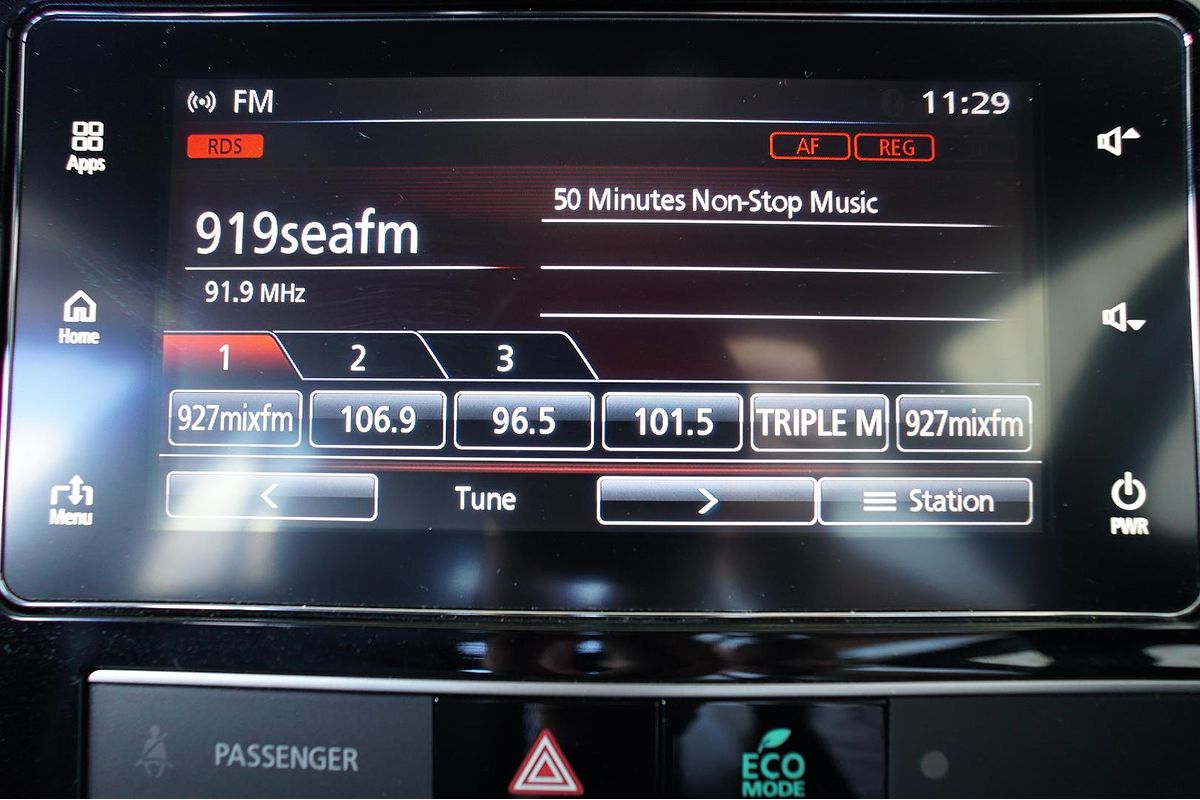 FM 11:29
RDS AF REG
50 Minutes Non-Stop Music
919seafm
91.9 MHz
1 2 3
927mixfm 106.9 96.5 101.5 TRIPLE M 927mixfm
< Tune > Station
Apps
Home
Menu
PWR
PASSENGER
ECO
MODE